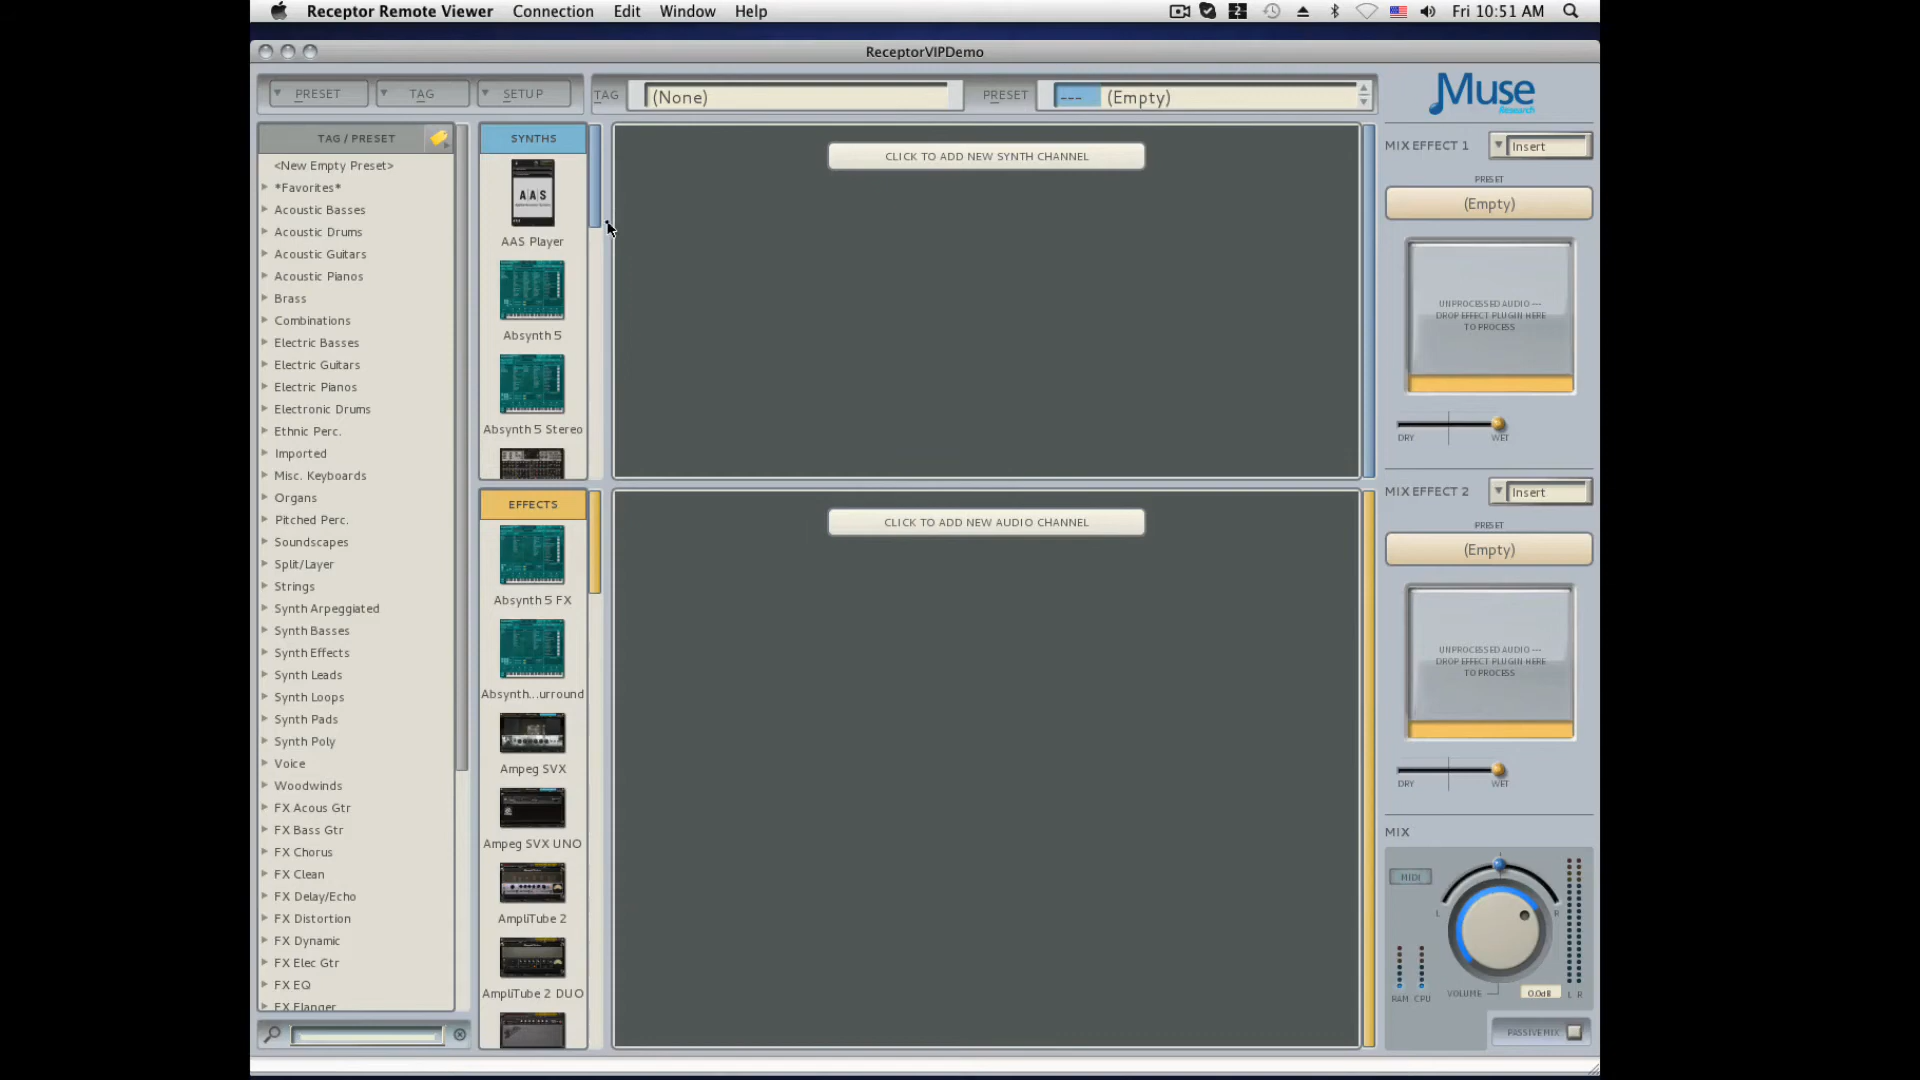 Receptor Remote Viewer Connection Edit Window Help
2 Fri 10:51 AM
ReceptorVIPDemo
PRESET TAG SETUP TAG (None) PRESET --- (Empty)
Muse
Research
TAG / PRESET
<New Empty Preset>
*Favorites*
Acoustic Basses
Acoustic Drums
Acoustic Guitars
Acoustic Pianos
Brass
Combinations
Electric Basses
Electric Guitars
Electric Pianos
Electronic Drums
Ethnic Perc.
Imported
Misc. Keyboards
Organs
Pitched Perc.
Soundscapes
Split/Layer
Strings
Synth Arpeggiated
Synth Basses
Synth Effects
Synth Leads
Synth Loops
Synth Pads
Synth Poly
Voice
Woodwinds
FX Acous Gtr
FX Bass Gtr
FX Chorus
FX Clean
FX Delay/Echo
FX Distortion
FX Dynamic
FX Elec Gtr
FX EQ
FX Flanger
SYNTHS
AAS
AAS Player
Absynth 5
Absynth 5 Stereo
EFFECTS
Absynth 5 FX
Absynth...urround
Ampeg SVX
Ampeg SVX UNO
AmpliTube 2
AmpliTube 2 DUO
CLICK TO ADD NEW SYNTH CHANNEL
CLICK TO ADD NEW AUDIO CHANNEL
MIX EFFECT 1 Insert
PRESET
(Empty)
UNPROCESSED AUDIO ---
DROP EFFECT PLUGIN HERE
TO PROCESS
DRY WET
MIX EFFECT 2 Insert
PRESET
(Empty)
UNPROCESSED AUDIO ---
DROP EFFECT PLUGIN HERE
TO PROCESS
DRY WET
MIX
MIDI
L R
RAM CPU VOLUME 0.0dB L R
PASSIVE MIX